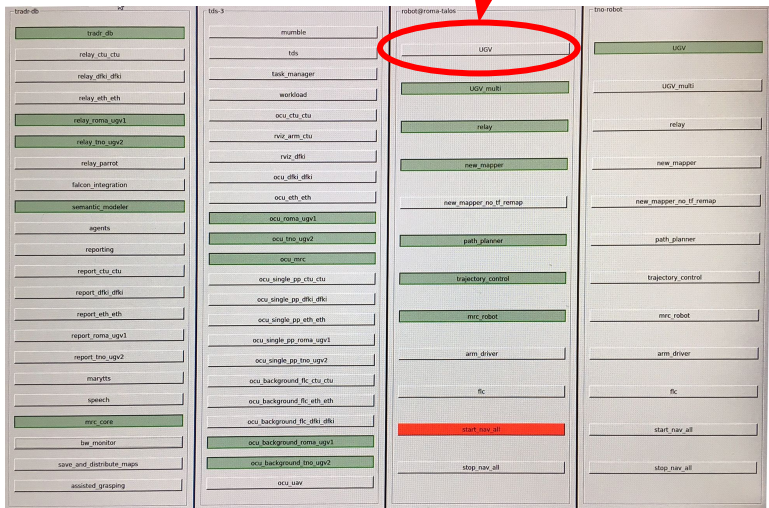 tradr-db
tradr_db
relay_ctu_ctu
relay_dfki_dfki
relay_eth_eth
relay_roma_ugv1
relay_tno_ugv2
relay_parrot
falcon_integration
semantic_modeler
agents
reporting
report_ctu_ctu
report_dfki_dfki
report_eth_eth
report_roma_ugv1
report_tno_ugv2
marytts
speech
mrc_core
bw_monitor
save_and_distribute_maps
assisted_grasping
tds-3
mumble
tds
task_manager
workload
ocu_ctu_ctu
rviz_arm_ctu
rviz_dfki
ocu_dfki_dfki
ocu_eth_eth
ocu_roma_ugv1
ocu_tno_ugv2
ocu_mrc
ocu_single_pp_ctu_ctu
ocu_single_pp_dfki_dfki
ocu_single_pp_eth_eth
ocu_single_pp_roma_ugv1
ocu_single_pp_tno_ugv2
ocu_background_flc_ctu_ctu
ocu_background_flc_eth_eth
ocu_background_flc_dfki_dfki
ocu_background_roma_ugv1
ocu_background_tno_ugv2
ocu_uav
robot@roma-talos
UGV
UGV_multi
relay
new_mapper
new_mapper_no_tf_remap
path_planner
trajectory_control
mrc_robot
arm_driver
flc
start_nav_all
stop_nav_all
tno-robot
UGV
UGV_multi
relay
new_mapper
new_mapper_no_tf_remap
path_planner
trajectory_control
mrc_robot
arm_driver
flc
start_nav_all
stop_nav_all